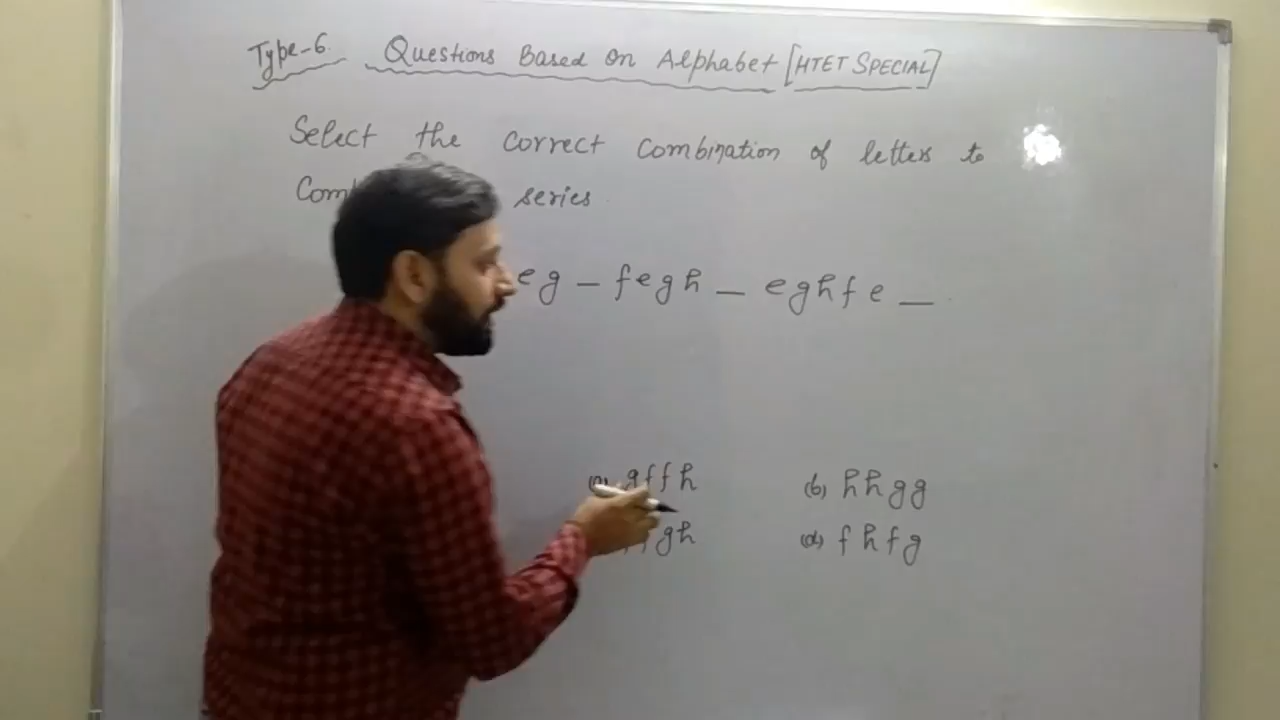 Type-6. Questions Based on Alphabet [HTET SPECIAL]
Select the correct combination of letters to
series
eg _ fegh _ eghfe _
gffh (b) hhgg
gh (d) fhfg